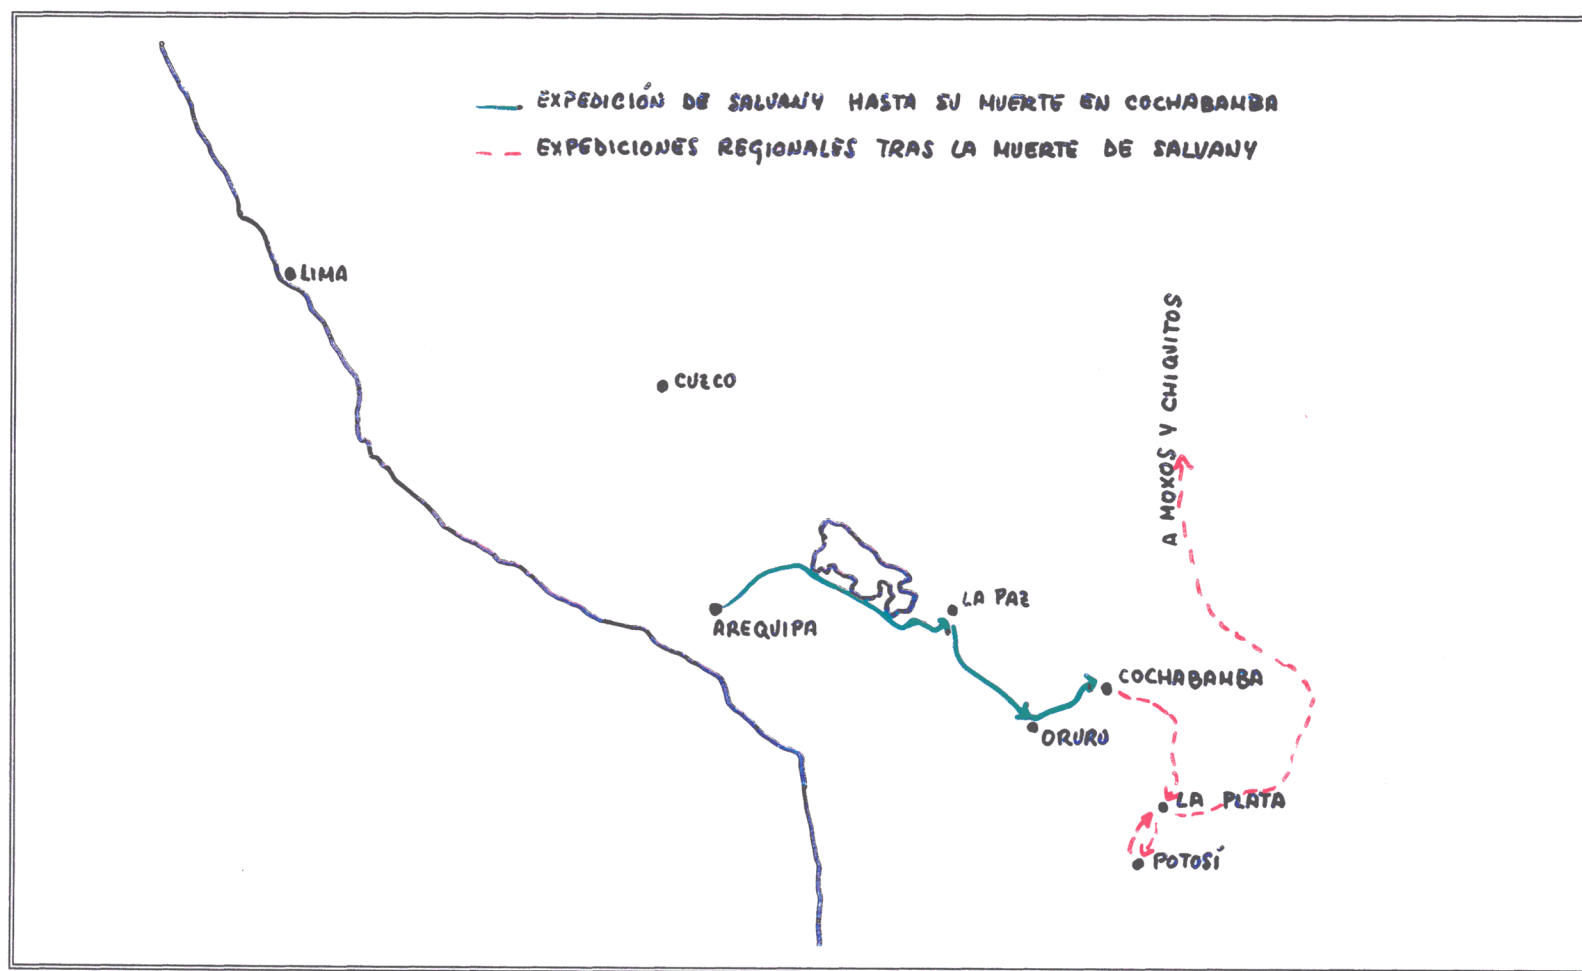 EXPEDICIÓN DE SALVANY HASTA SU MUERTE EN COCHABAMBA
EXPEDICIONES REGIONALES TRAS LA MUERTE DE SALVANY
LIMA
CUZCO
A MOXOS Y CHIQUITOS
LA PAZ
AREQUIPA
COCHABAMBA
ORURO
LA PLATA
POTOSÍ